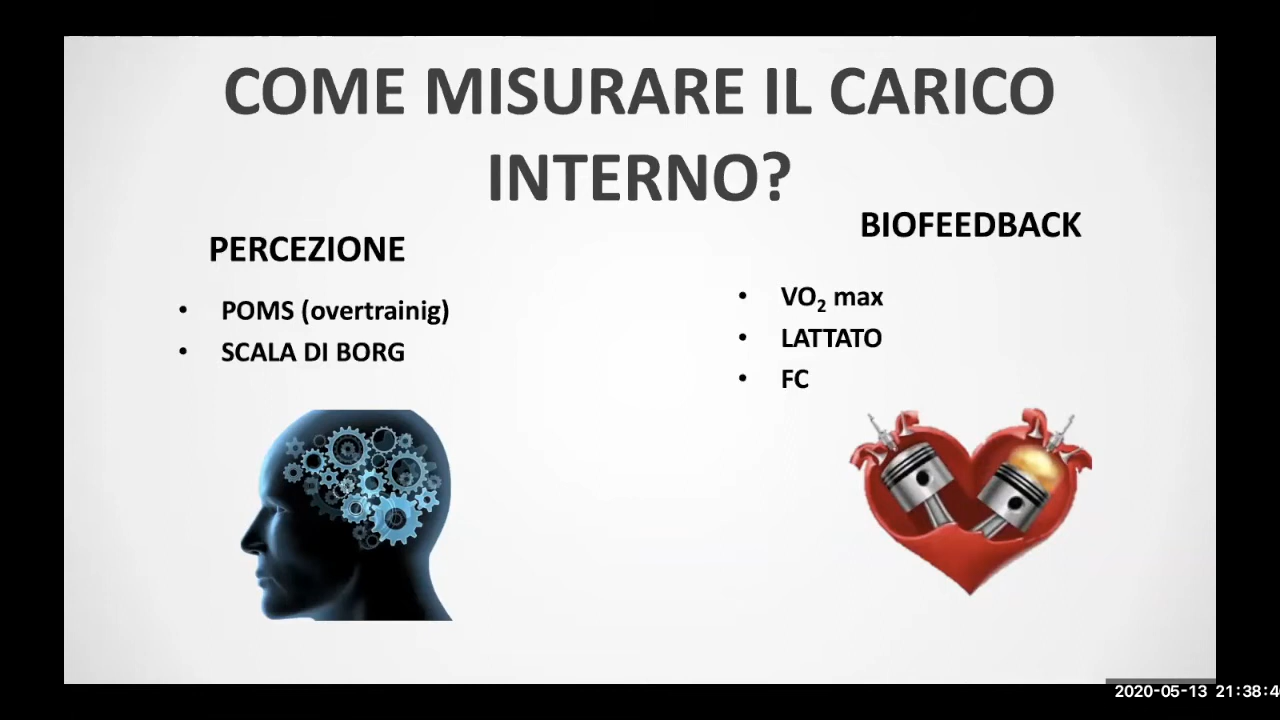 COME MISURARE IL CARICO
INTERNO?
PERCEZIONE
• POMS (overtrainig)
• SCALA DI BORG
BIOFEEDBACK
• VO₂ max
• LATTATO
• FC
2020-05-13 21:38:4